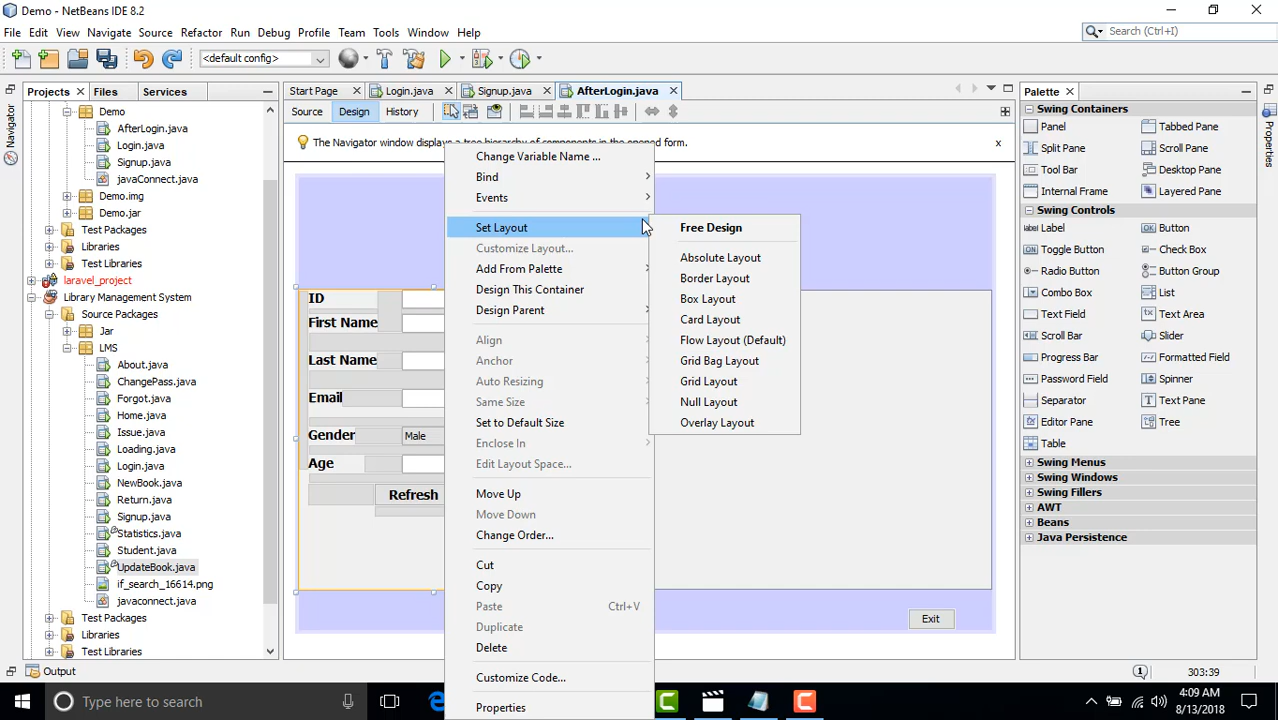 Demo - NetBeans IDE 8.2
File Edit View Navigate Source Refactor Run Debug Profile Team Tools Window Help
Search (Ctrl+I)
<default config>
Projects Files Services
Start Page Login.java Signup.java AfterLogin.java
Palette
Source Design History
Navigator
Properties
The Navigator window displays a tree hierarchy of components in the opened form.
x
Demo
AfterLogin.java
Login.java
Signup.java
javaConnect.java
Demo.img
Demo.jar
Test Packages
Libraries
Test Libraries
laravel_project
Library Management System
Source Packages
Jar
LMS
About.java
ChangePass.java
Forgot.java
Home.java
Issue.java
Loading.java
Login.java
NewBook.java
Return.java
Signup.java
Statistics.java
Student.java
UpdateBook.java
if_search_16614.png
javaconnect.java
Test Packages
Libraries
Test Libraries
ID
First Name
Last Name
Email
Gender Male
Age
Refresh
Exit
Change Variable Name ...
Bind
Events
Set Layout
Customize Layout...
Add From Palette
Design This Container
Design Parent
Align
Anchor
Auto Resizing
Same Size
Set to Default Size
Enclose In
Edit Layout Space...
Move Up
Move Down
Change Order...
Cut
Copy
Paste Ctrl+V
Duplicate
Delete
Customize Code...
Properties
Free Design
Absolute Layout
Border Layout
Box Layout
Card Layout
Flow Layout (Default)
Grid Bag Layout
Grid Layout
Null Layout
Overlay Layout
Swing Containers
Panel Tabbed Pane
Split Pane Scroll Pane
Tool Bar Desktop Pane
Internal Frame Layered Pane
Swing Controls
label Label Button
Toggle Button Check Box
Radio Button Button Group
Combo Box List
Text Field Text Area
Scroll Bar Slider
Progress Bar Formatted Field
Password Field Spinner
Separator Text Pane
Editor Pane Tree
Table
Swing Menus
Swing Windows
Swing Fillers
AWT
Beans
Java Persistence
Output
1
303:39
Type here to search
4:09 AM
8/13/2018